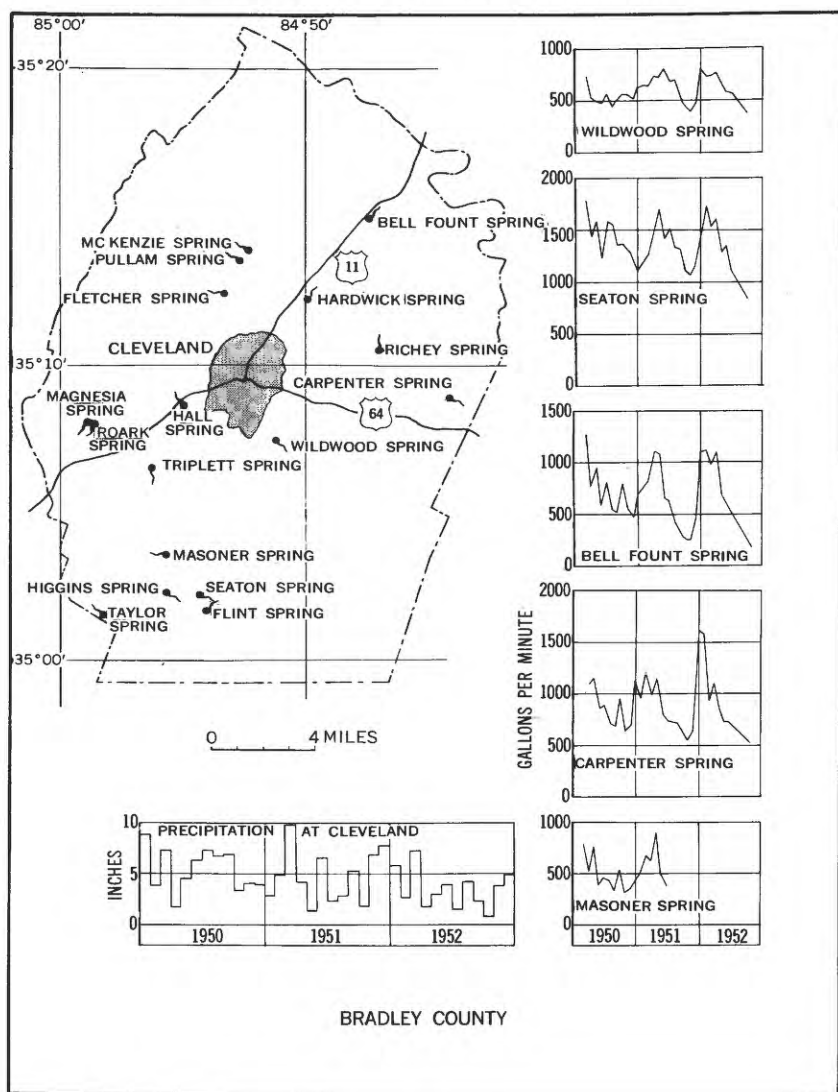 85°00'
84°50'
35°20'
MC KENZIE SPRING
PULLAM SPRING
FLETCHER SPRING
BELL FOUNT SPRING
11
HARDWICK SPRING
CLEVELAND
35°10'
RICHEY SPRING
CARPENTER SPRING
MAGNESIA
SPRING
ROARK
SPRING
HALL
SPRING
64
WILDWOOD SPRING
TRIPLETT SPRING
MASONER SPRING
HIGGINS SPRING
SEATON SPRING
TAYLOR
SPRING
FLINT SPRING
35°00'
0 4 MILES
1000
500
0
WILDWOOD SPRING
2000
1500
1000
500
0
SEATON SPRING
1500
1000
500
0
BELL FOUNT SPRING
GALLONS PER MINUTE
2000
1500
1000
500
0
CARPENTER SPRING
1000
500
0
MASONER SPRING
1950 1951 1952
PRECIPITATION AT CLEVELAND
INCHES
10
5
0
1950 1951 1952
BRADLEY COUNTY